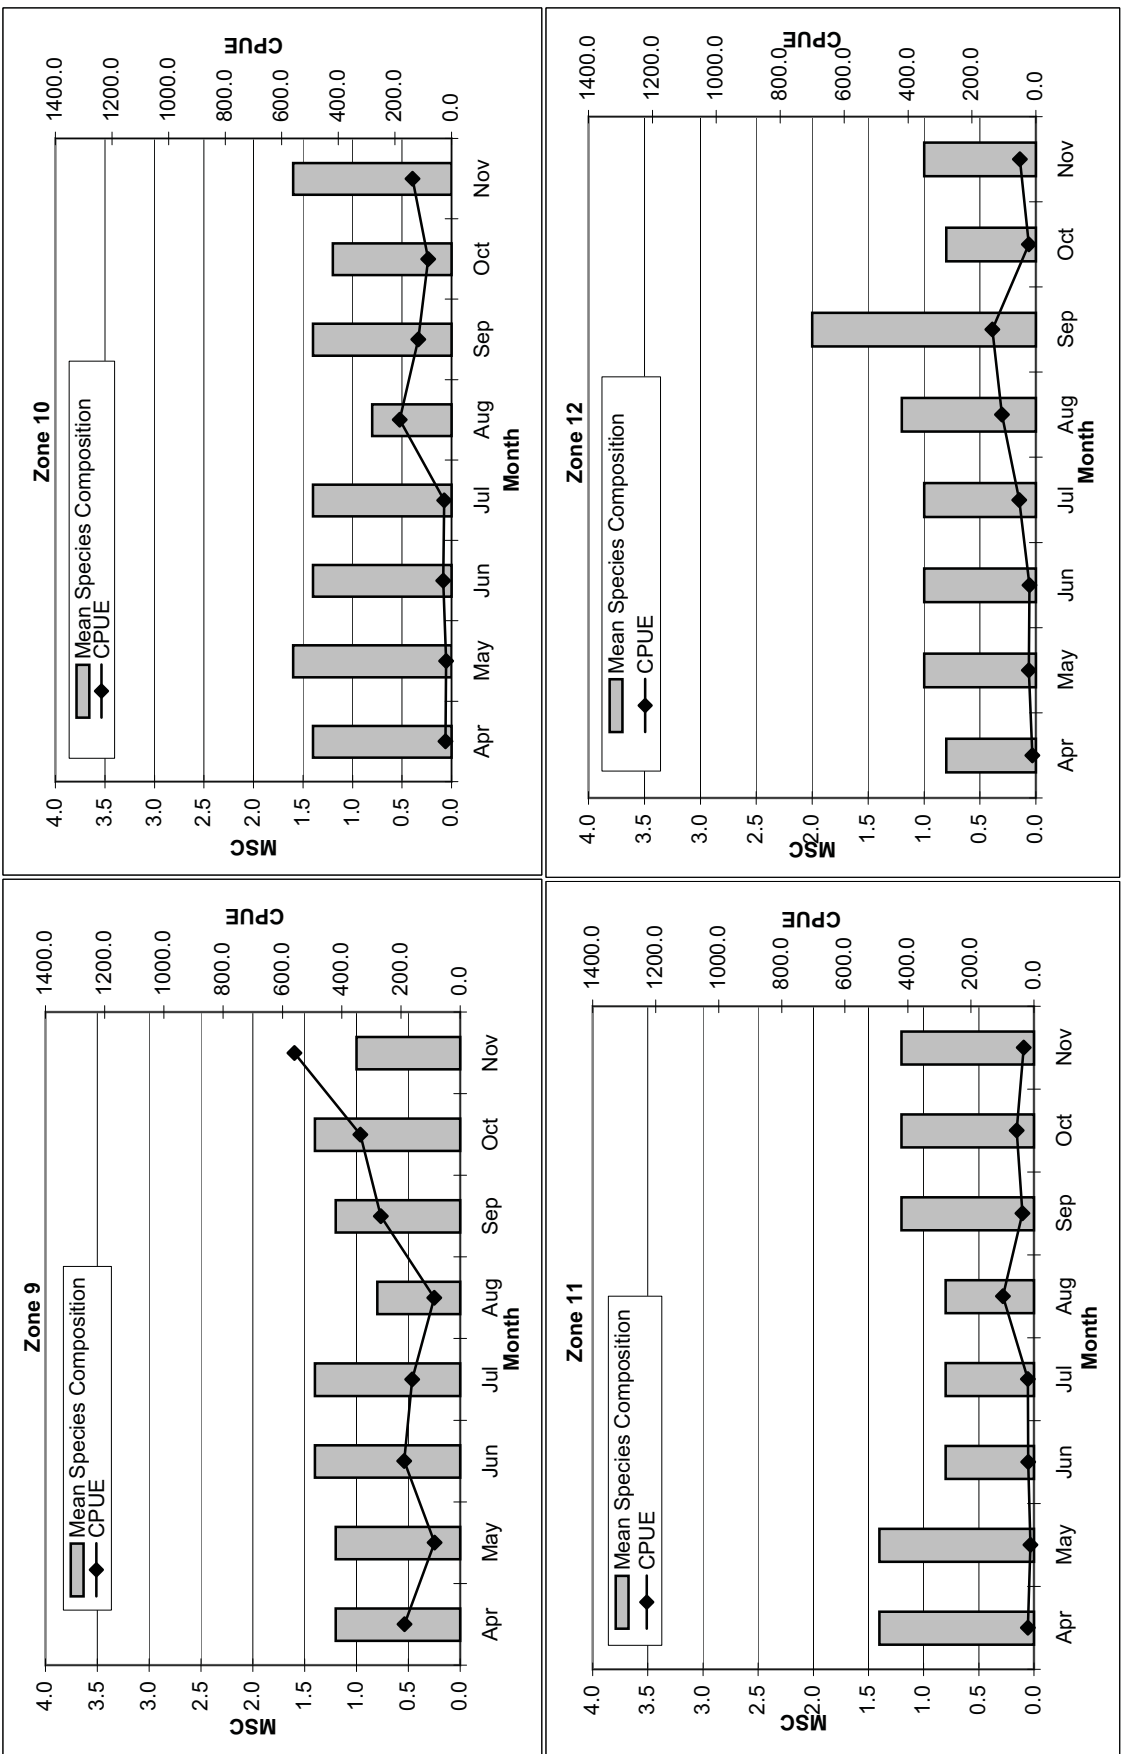 Zone 9
Mean Species Composition
CPUE
4.0
3.5
3.0
2.5
2.0
1.5
1.0
0.5
0.0
MSC
1400.0
1200.0
1000.0
800.0
600.0
400.0
200.0
0.0
CPUE
Apr May Jun Jul Aug Sep Oct Nov
Month
Zone 10
Mean Species Composition
CPUE
4.0
3.5
3.0
2.5
2.0
1.5
1.0
0.5
0.0
MSC
1400.0
1200.0
1000.0
800.0
600.0
400.0
200.0
0.0
CPUE
Apr May Jun Jul Aug Sep Oct Nov
Month
Zone 11
Mean Species Composition
CPUE
4.0
3.5
3.0
2.5
2.0
1.5
1.0
0.5
0.0
MSC
1400.0
1200.0
1000.0
800.0
600.0
400.0
200.0
0.0
CPUE
Apr May Jun Jul Aug Sep Oct Nov
Month
Zone 12
Mean Species Composition
CPUE
4.0
3.5
3.0
2.5
2.0
1.5
1.0
0.5
0.0
MSC
1400.0
1200.0
1000.0
800.0
600.0
400.0
200.0
0.0
CPUE
Apr May Jun Jul Aug Sep Oct Nov
Month